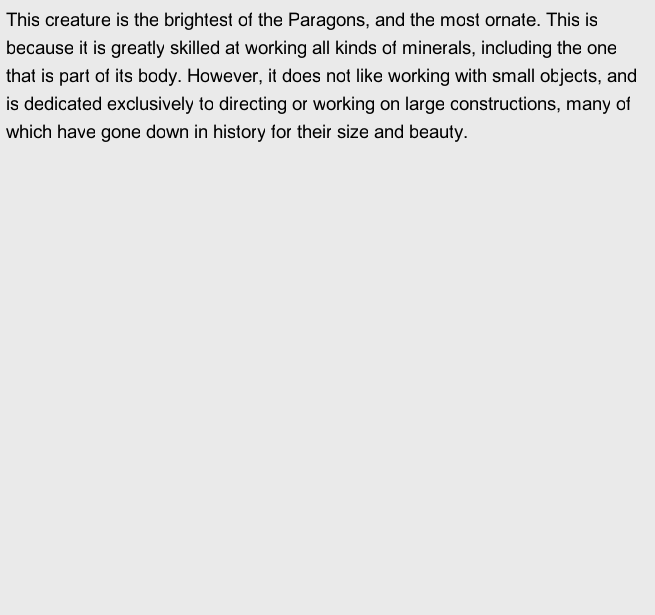 This creature is the brightest of the Paragons, and the most ornate. This is
because it is greatly skilled at working all kinds of minerals, including the one
that is part of its body. However, it does not like working with small objects, and
is dedicated exclusively to directing or working on large constructions, many of
which have gone down in history for their size and beauty.